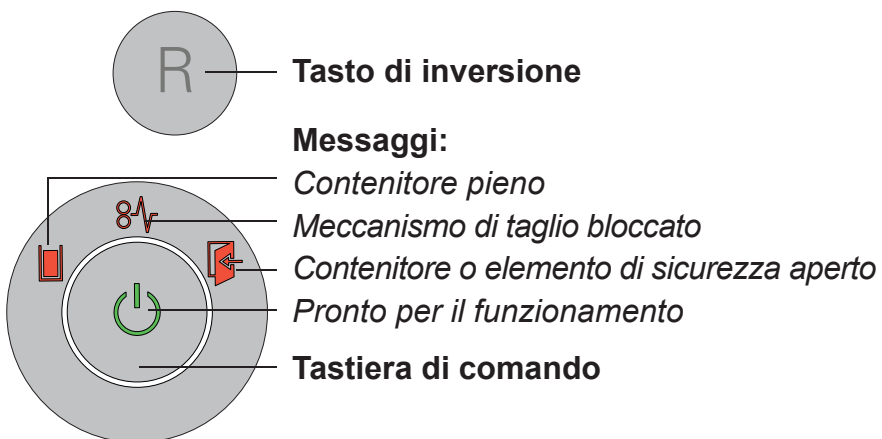 R
Tasto di inversione
Messaggi:
Contenitore pieno
Meccanismo di taglio bloccato
Contenitore o elemento di sicurezza aperto
Pronto per il funzionamento
Tastiera di comando